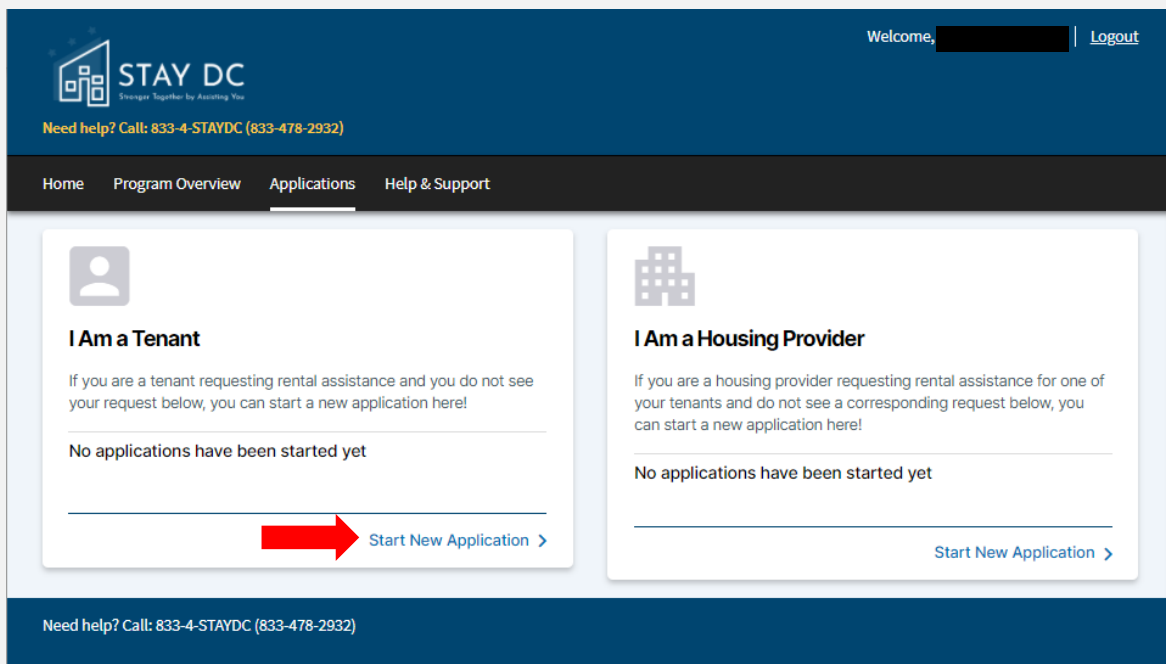 Welcome,
Logout
STAY DC
Stronger Together by Assisting You
Need help? Call: 833-4-STAYDC (833-478-2932)
Home Program Overview Applications Help & Support
I Am a Tenant
If you are a tenant requesting rental assistance and you do not see
your request below, you can start a new application here!
No applications have been started yet
Start New Application
I Am a Housing Provider
If you are a housing provider requesting rental assistance for one of
your tenants and do not see a corresponding request below, you
can start a new application here!
No applications have been started yet
Start New Application
Need help? Call: 833-4-STAYDC (833-478-2932)